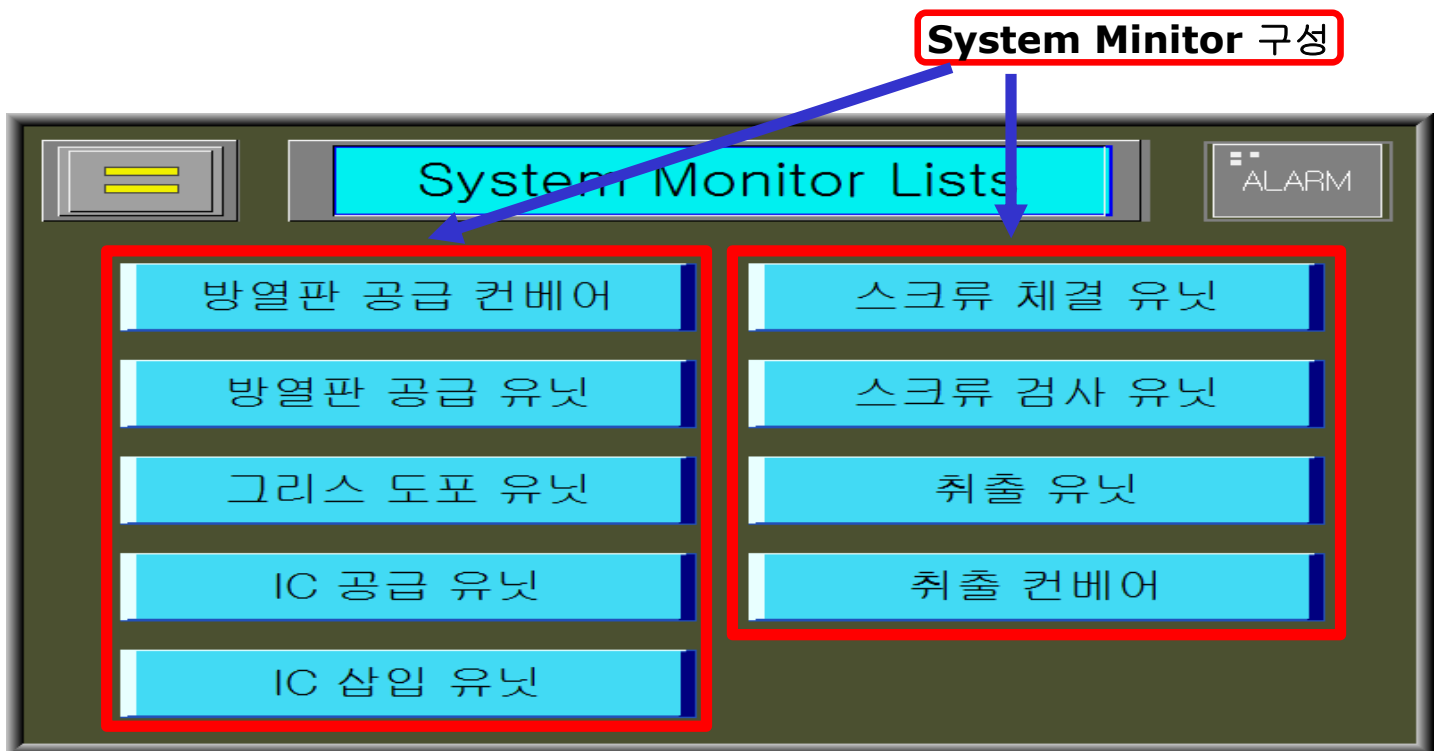 System Minitor 구성
System Monitor Lists
ALARM
방열판 공급 컨베어
방열판 공급 유닛
그리스 도포 유닛
IC 공급 유닛
IC 삽입 유닛
스크류 체결 유닛
스크류 검사 유닛
취출 유닛
취출 컨베어